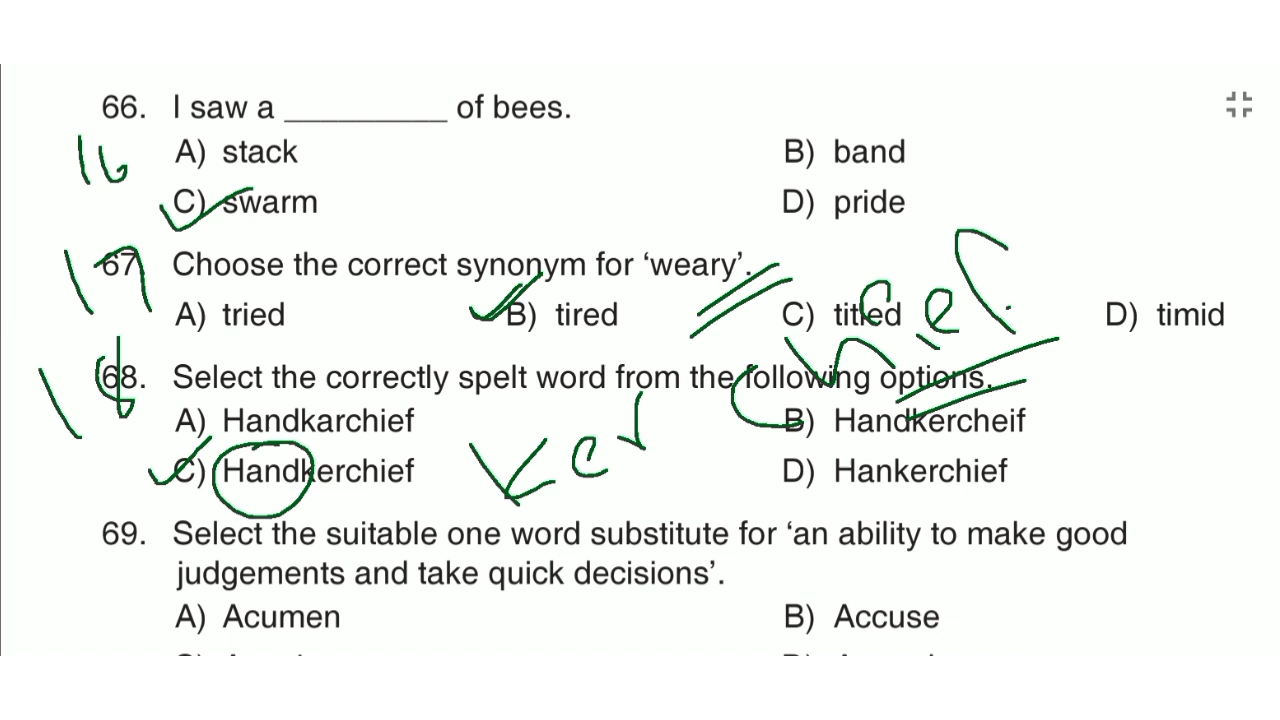 66. I saw a __________ of bees.
16 A) stack B) band
C) swarm D) pride
17 67. Choose the correct synonym for ‘weary’.
A) tried B) tired C) titled D) timid
18 68. Select the correctly spelt word from the following options.
A) Handkarchief B) Handkercheif
C) Handkerchief D) Hankerchief
ker chief
69. Select the suitable one word substitute for ‘an ability to make good
judgements and take quick decisions’.
A) Acumen B) Accuse